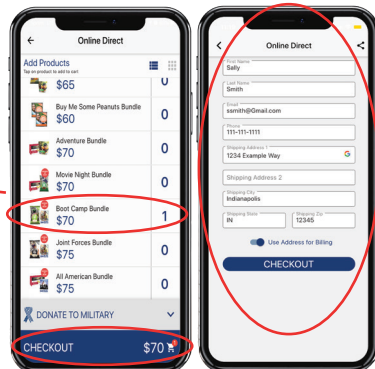 Online Direct
Add Products
Tap on product to add to cart
$65
0
Buy Me Some Peanuts Bundle
$60
0
Adventure Bundle
$70
0
Movie Night Bundle
$70
0
Boot Camp Bundle
$70
1
Joint Forces Bundle
$75
0
All American Bundle
$75
0
DONATE TO MILITARY
CHECKOUT $70
Online Direct
First Name
Sally
Last Name
Smith
Email
ssmith@Gmail.com
Phone
111-111-1111
Shipping Address 1
1234 Example Way
Shipping Address 2
Shipping City
Indianapolis
Shipping State
IN
Shipping Zip
12345
Use Address for Billing
CHECKOUT